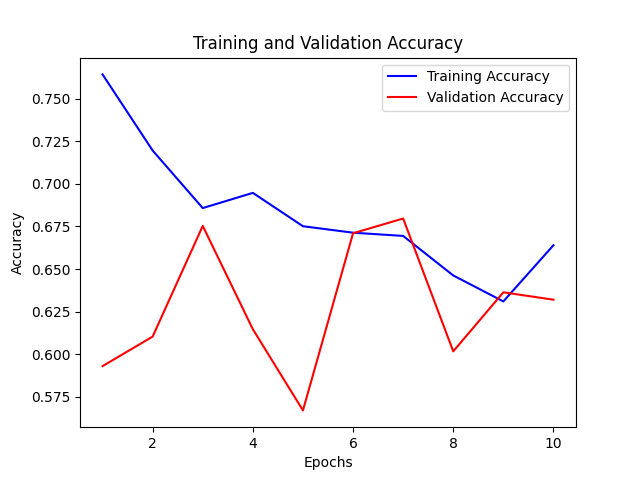 Training and Validation Accuracy
Training Accuracy
Validation Accuracy
0.750
0.725
0.700
0.675
0.650
0.625
0.600
0.575
Accuracy
2
4
6
8
10
Epochs